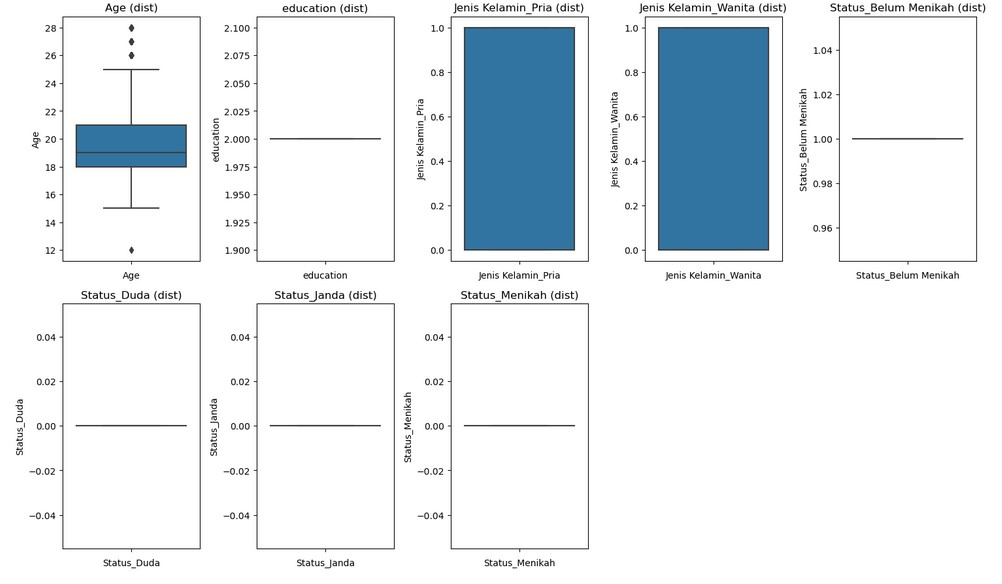 Age (dist)
28
26
24
22
20
18
16
14
12
Age
Age
education (dist)
2.100
2.075
2.050
2.025
2.000
1.975
1.950
1.925
1.900
education
education
Jenis Kelamin_Pria (dist)
1.0
0.8
0.6
0.4
0.2
0.0
Jenis Kelamin_Pria
Jenis Kelamin_Pria
Jenis Kelamin_Wanita (dist)
1.0
0.8
0.6
0.4
0.2
0.0
Jenis Kelamin_Wanita
Jenis Kelamin_Wanita
Status_Belum Menikah (dist)
1.04
1.02
1.00
0.98
0.96
Status_Belum Menikah
Status_Belum Menikah
Status_Duda (dist)
0.04
0.02
0.00
−0.02
−0.04
Status_Duda
Status_Duda
Status_Janda (dist)
0.04
0.02
0.00
−0.02
−0.04
Status_Janda
Status_Janda
Status_Menikah (dist)
0.04
0.02
0.00
−0.02
−0.04
Status_Menikah
Status_Menikah